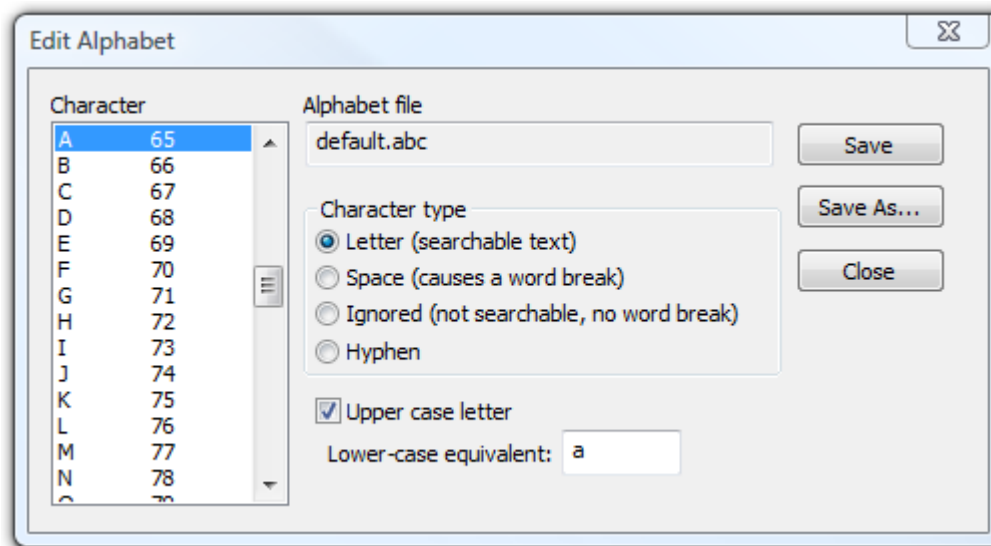 Edit Alphabet
Character
A 65
B 66
C 67
D 68
E 69
F 70
G 71
H 72
I 73
J 74
K 75
L 76
M 77
N 78
Alphabet file
default.abc
Character type
Letter (searchable text)
Space (causes a word break)
Ignored (not searchable, no word break)
Hyphen
Upper case letter
Lower-case equivalent: a
Save
Save As...
Close